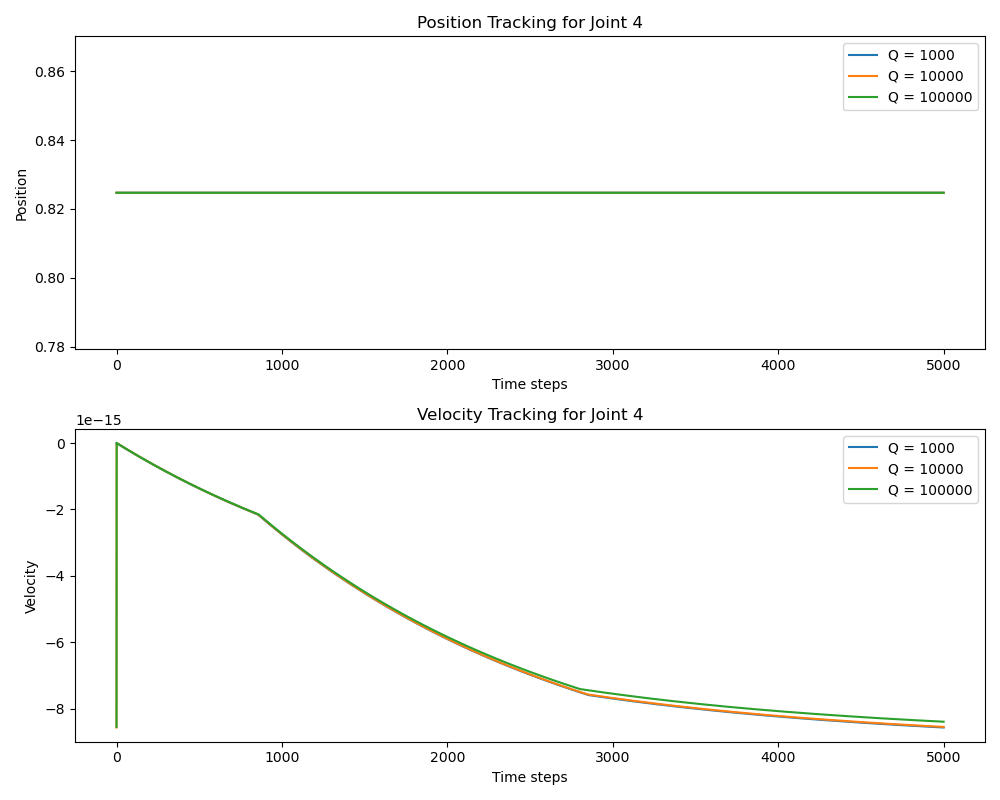 Position Tracking for Joint 4
Q = 1000
Q = 10000
Q = 100000
0.86
0.84
0.82
0.80
0.78
Position
0
1000
2000
3000
4000
5000
Time steps
1e−15
Velocity Tracking for Joint 4
Q = 1000
Q = 10000
Q = 100000
0
−2
−4
−6
−8
Velocity
0
1000
2000
3000
4000
5000
Time steps